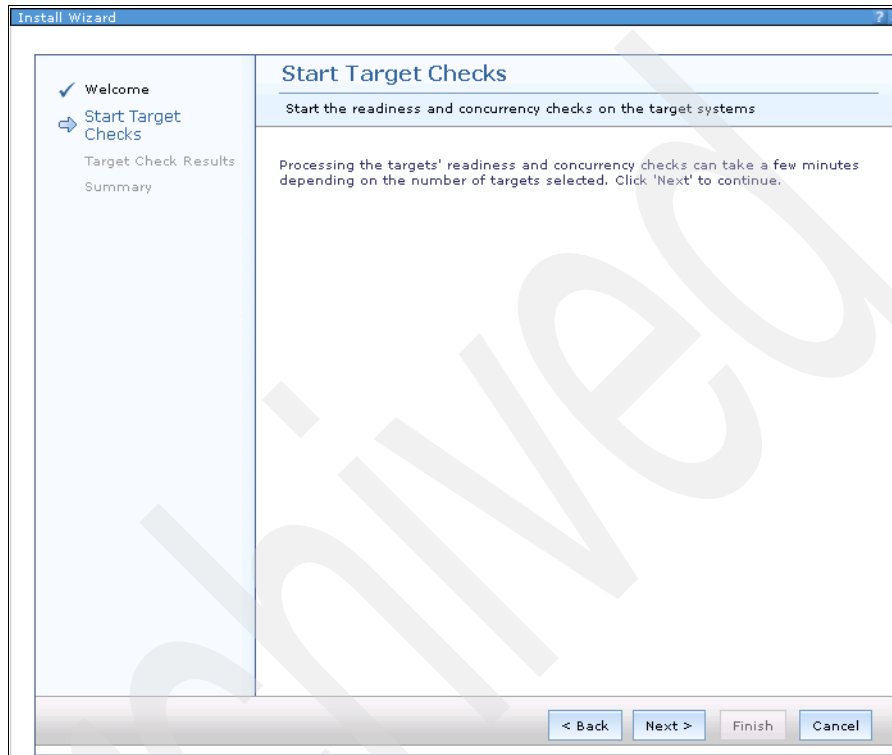 Install Wizard
?
Welcome
Start Target
Checks
Target Check Results
Summary
Start Target Checks
Start the readiness and concurrency checks on the target systems
Processing the targets' readiness and concurrency checks can take a few minutes
depending on the number of targets selected. Click 'Next' to continue.
< Back
Next >
Finish
Cancel